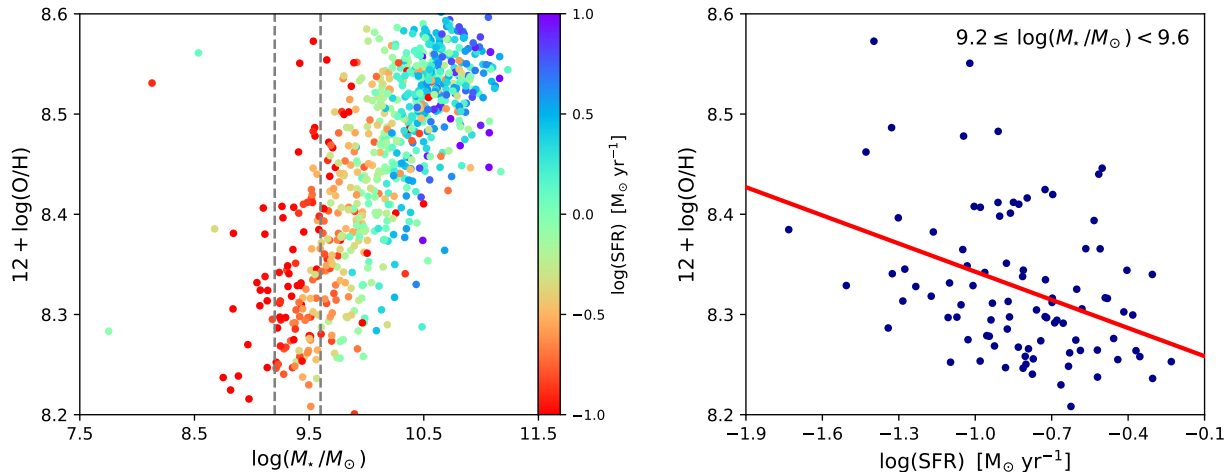 8.6
8.5
8.4
8.3
8.2
12 + log(O/H)
7.5 8.5 9.5 10.5 11.5
log(M⋆/M⊙)
1.0
0.5
0.0
−0.5
−1.0
log(SFR) [M⊙ yr⁻¹]
9.2 ≤ log(M⋆/M⊙) < 9.6
8.6
8.5
8.4
8.3
8.2
12 + log(O/H)
−1.9 −1.6 −1.3 −1.0 −0.7 −0.4 −0.1
log(SFR) [M⊙ yr⁻¹]